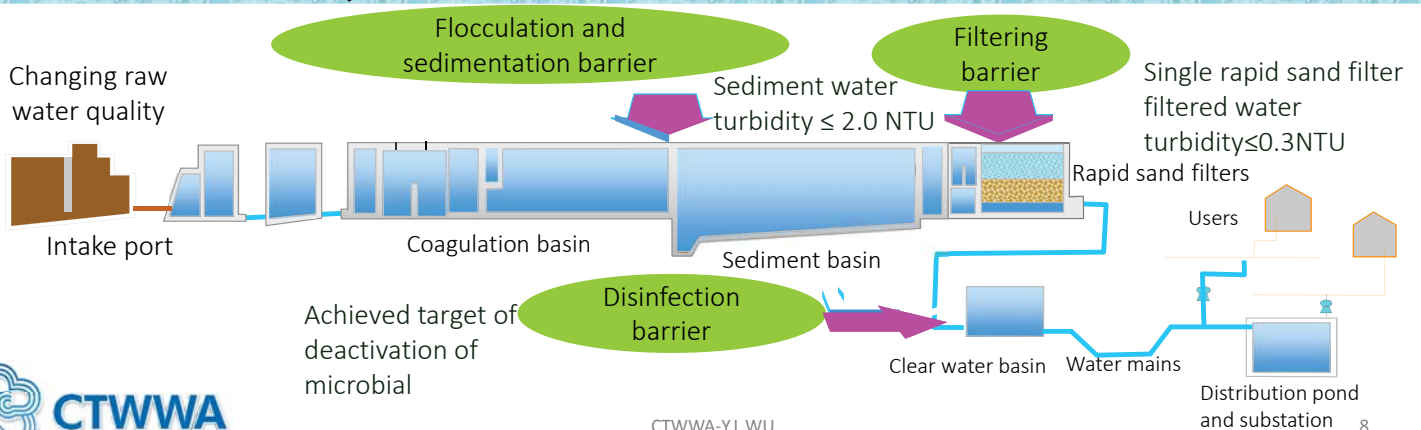 Flocculation and
sedimentation barrier
Filtering
barrier
Changing raw
water quality
Sediment water
turbidity ≤ 2.0 NTU
Single rapid sand filter
filtered water
turbidity≤0.3NTU
Rapid sand filters
Users
Intake port
Coagulation basin
Sediment basin
Disinfection
barrier
Achieved target of
deactivation of
microbial
Clear water basin
Water mains
Distribution pond
and substation
CTWWA
CTWWA-Y.L.WU
8